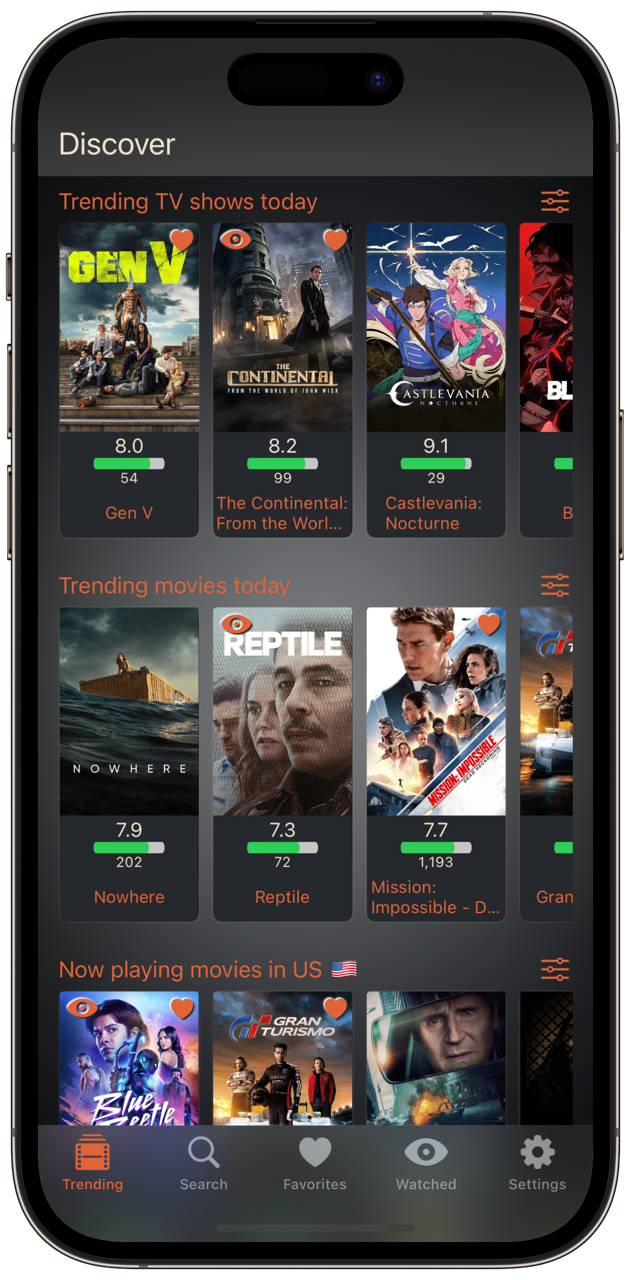 Discover
Trending TV shows today
GEN V
THE
CONTINENTAL
FROM THE WORLD OF JOHN WICK
CASTLEVANIA
NOCTURNE
BL
8.0
8.2
9.1
54
99
29
Gen V
The Continental:
From the Worl...
Castlevania:
Nocturne
B
Trending movies today
NOWHERE
REPTILE
MISSION: IMPOSSIBLE
DEAD RECKONING
7.9
7.3
7.7
202
72
1,193
Nowhere
Reptile
Mission:
Impossible - D...
Gran
Now playing movies in US
Blue
Beetle
GRAN
TURISMO
Trending
Search
Favorites
Watched
Settings